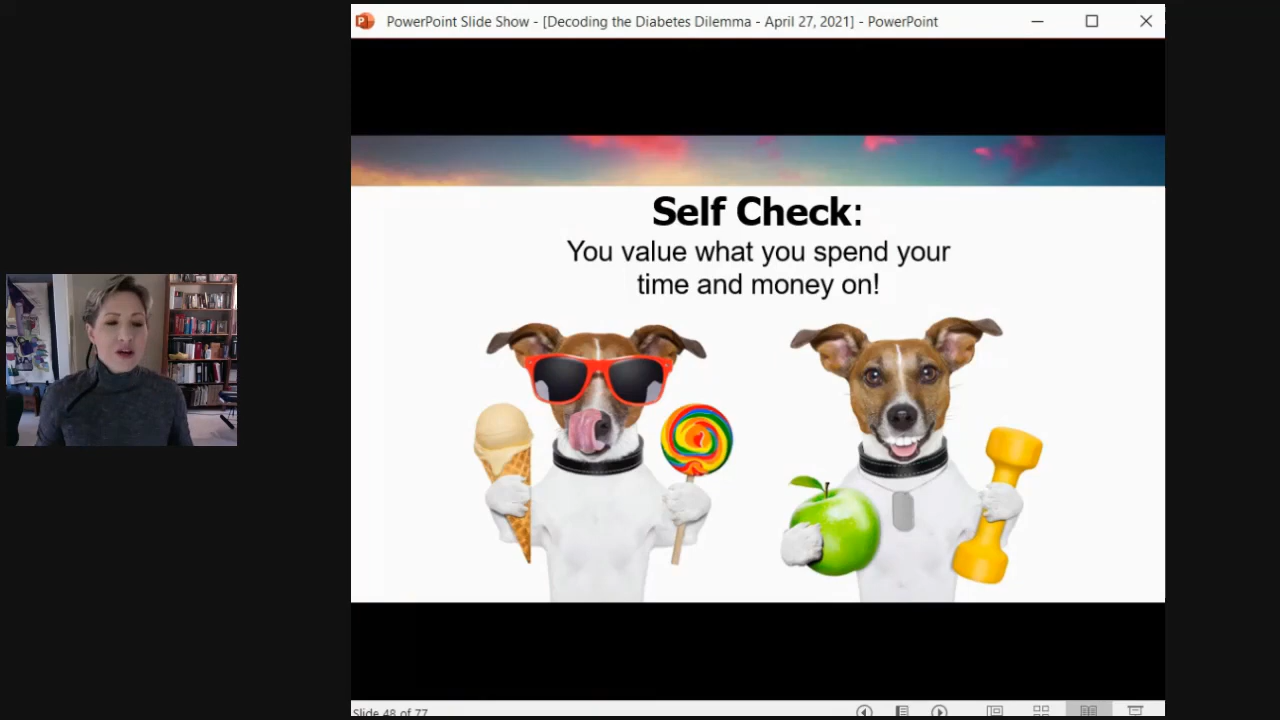 PowerPoint Slide Show - [Decoding the Diabetes Dilemma - April 27, 2021] - PowerPoint
Self Check:
You value what you spend your
time and money on!
Slide 48 of 77